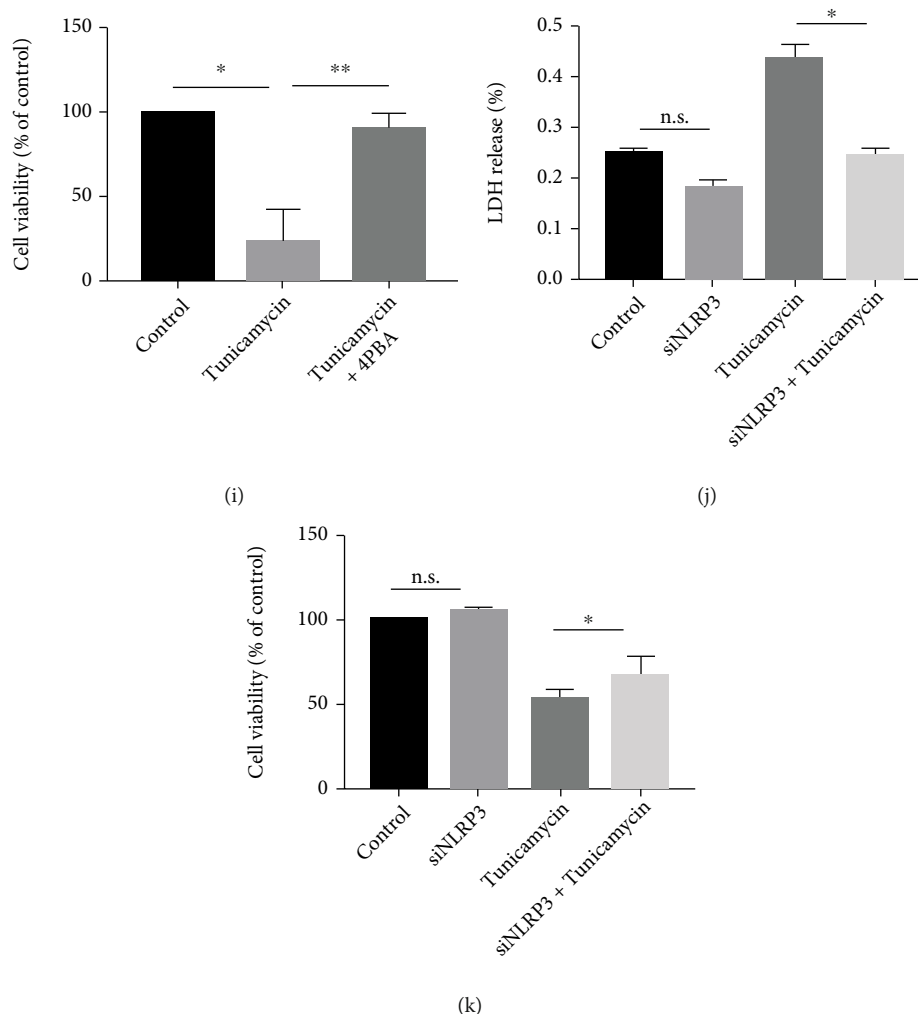 Cell viability (% of control)
150
100
50
0
*
**
Control
Tunicamycin
Tunicamycin
+ 4PBA
(i)
LDH release (%)
0.5
0.4
0.3
0.2
0.1
0.0
n.s.
*
Control
siNLRP3
Tunicamycin
siNLRP3 + Tunicamycin
(j)
Cell viability (% of control)
150
100
50
0
n.s.
*
Control
siNLRP3
Tunicamycin
siNLRP3 + Tunicamycin
(k)